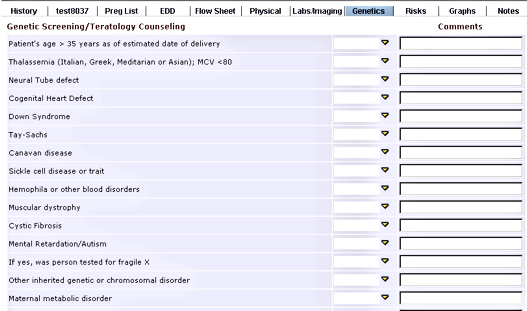 History test8037 Preg List EDD Flow Sheet Physical Labs/Imaging Genetics Risks Graphs Notes
Genetic Screening/Teratology Counseling Comments
Patient's age > 35 years as of estimated date of delivery
Thalassemia (Italian, Greek, Meditarian or Asian); MCV <80
Neural Tube defect
Cogenital Heart Defect
Down Syndrome
Tay-Sachs
Canavan disease
Sickle cell disease or trait
Hemophila or other blood disorders
Muscular dystrophy
Cystic Fibrosis
Mental Retardation/Autism
If yes, was person tested for fragile X
Other inherited genetic or chromosomal disorder
Maternal metabolic disorder